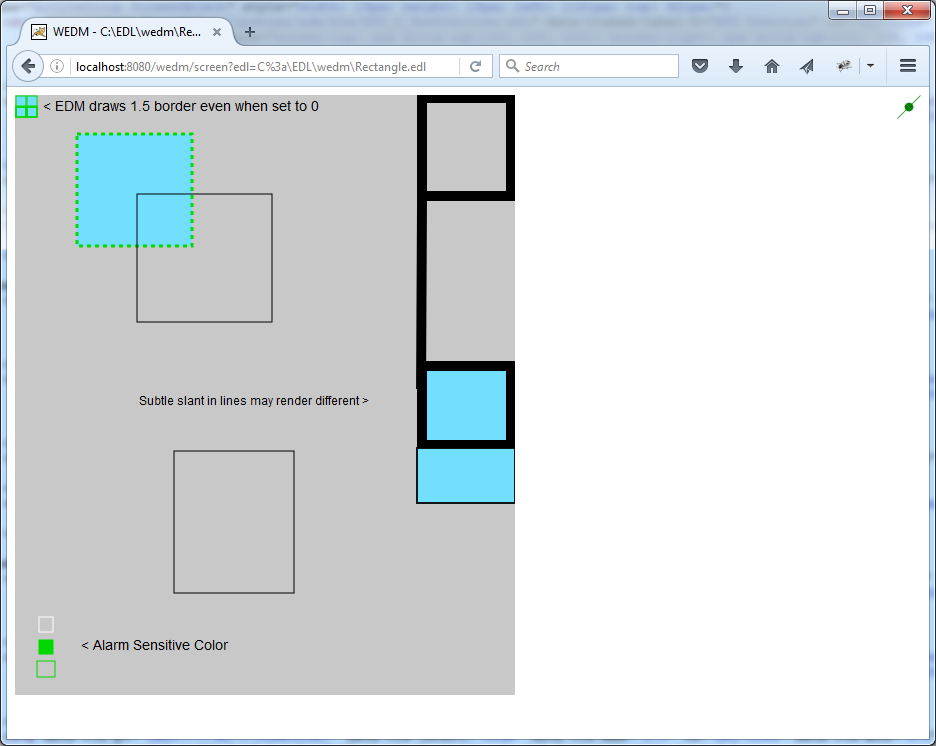 WEDM - C:\EDL\wedm\Re...
localhost:8080/wedm/screen?edl=C%3a\EDL\wedm\Rectangle.edl
Search
< EDM draws 1.5 border even when set to 0
Subtle slant in lines may render different >
< Alarm Sensitive Color